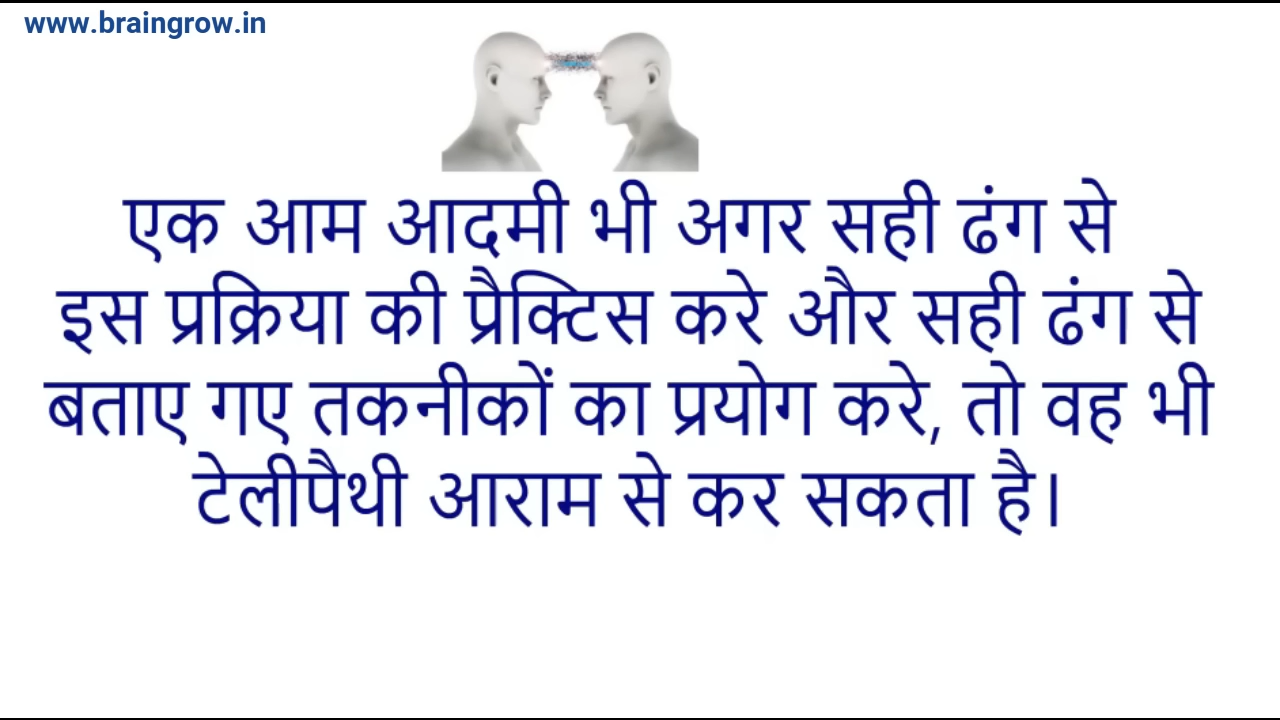 www.braingrow.in
एक आम आदमी भी अगर सही ढंग से
इस प्रक्रिया की प्रैक्टिस करे और सही ढंग से
बताए गए तकनीकों का प्रयोग करे, तो वह भी
टेलीपैथी आराम से कर सकता है।